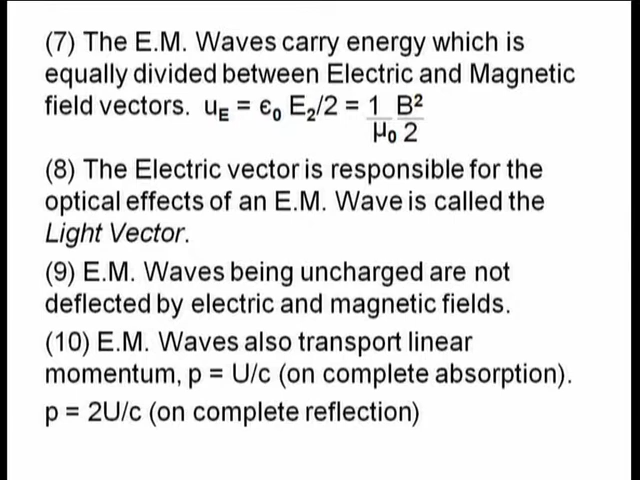 (7) The E.M. Waves carry energy which is
equally divided between Electric and Magnetic
field vectors. uE = ϵ₀ E₂/2 = 1 B²
μ₀ 2
(8) The Electric vector is responsible for the
optical effects of an E.M. Wave is called the
Light Vector.
(9) E.M. Waves being uncharged are not
deflected by electric and magnetic fields.
(10) E.M. Waves also transport linear
momentum, p = U/c (on complete absorption).
p = 2U/c (on complete reflection)